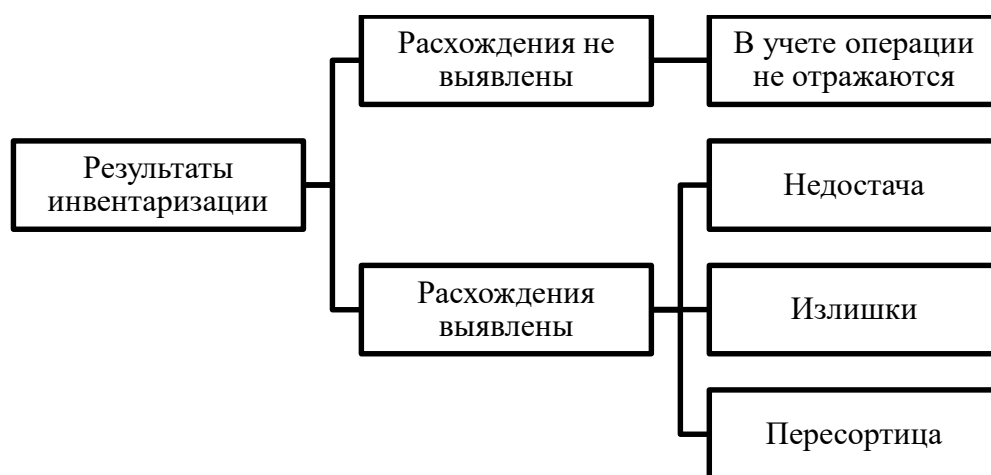 Расхождения не
выявлены
В учете операции
не отражаются
Результаты
инвентаризации
Недостача
Расхождения
выявлены
Излишки
Пересортица